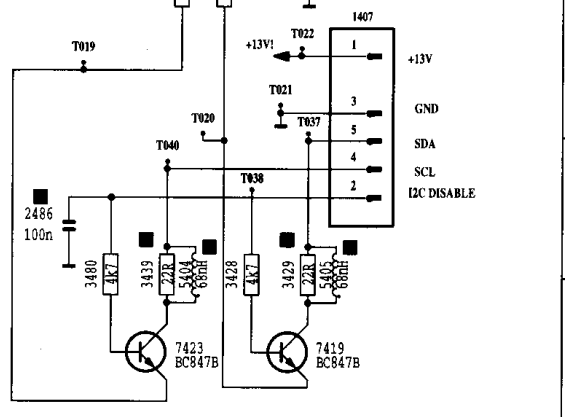 1407
T022
+13V!
1
+13V
T019
T021
3
GND
T020
T037
5
SDA
T040
4
SCL
T038
2
I2C DISABLE
2486
100n
3480
4k7
3439
22R
5404
68nH
3428
4k7
3429
22R
5405
68nH
7423
BC847B
7419
BC847B